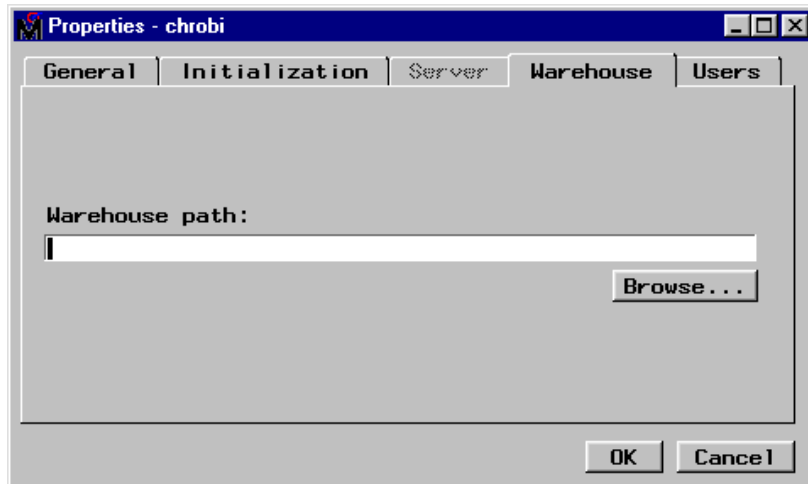 Properties - chrobi
General Initialization Server Warehouse Users
Warehouse path:
Browse...
OK Cancel